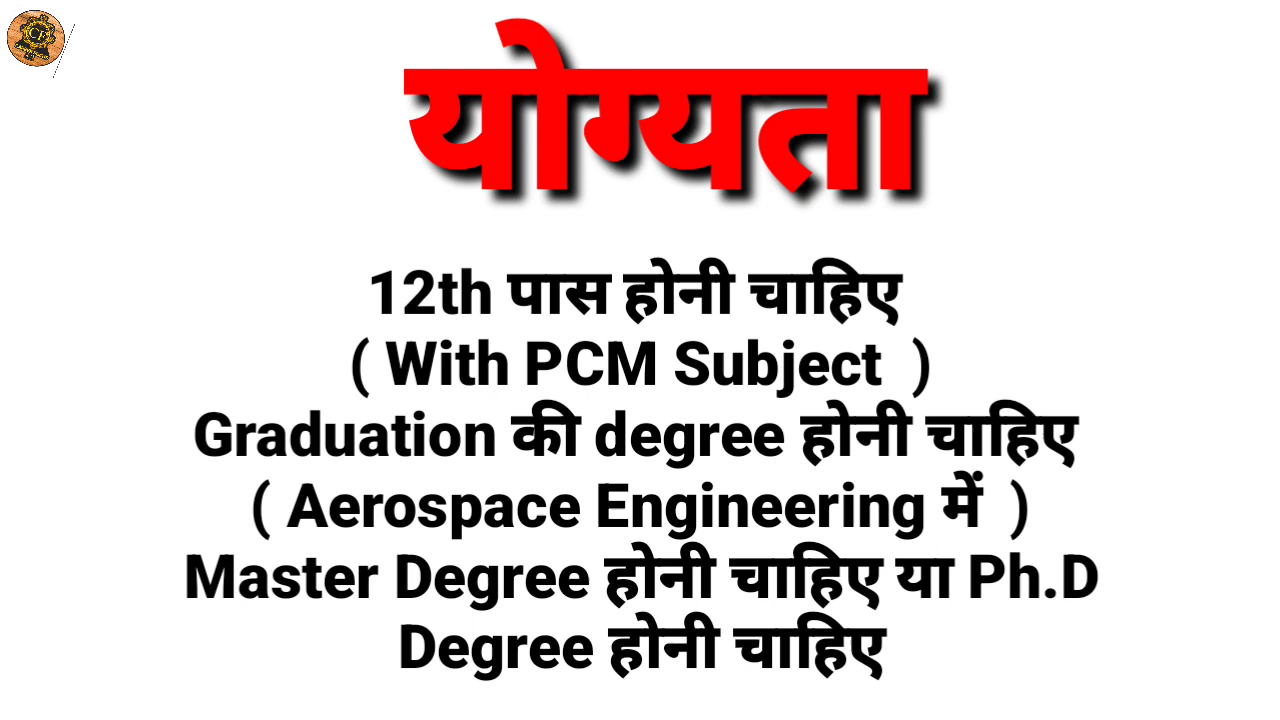 योग्यता
12th पास होनी चाहिए
( With PCM Subject )
Graduation की degree होनी चाहिए
( Aerospace Engineering में )
Master Degree होनी चाहिए या Ph.D
Degree होनी चाहिए